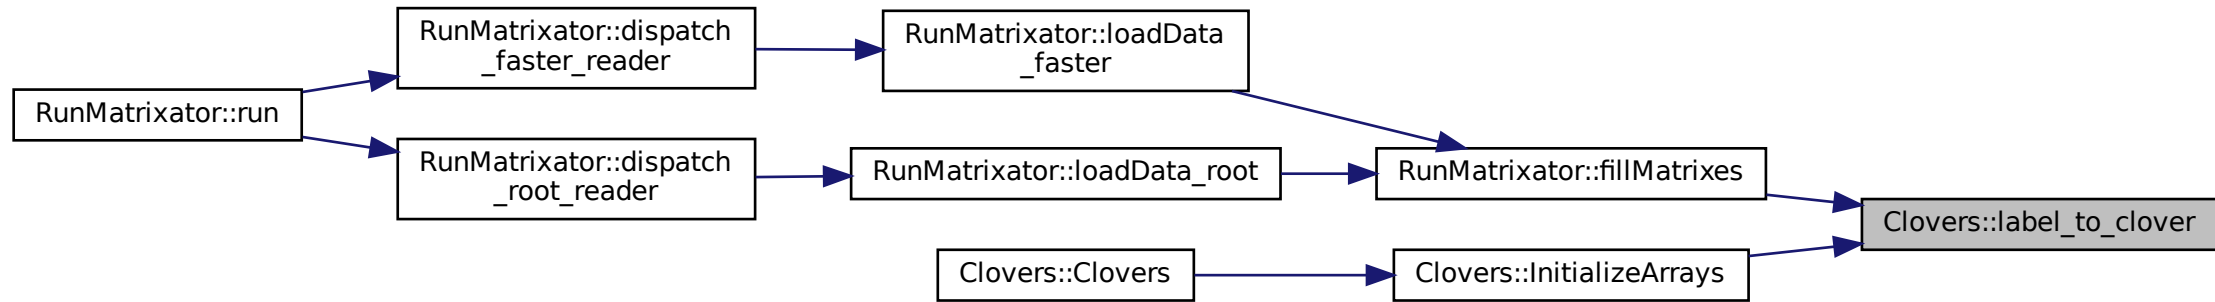 RunMatrixator::run
RunMatrixator::dispatch
_faster_reader
RunMatrixator::dispatch
_root_reader
RunMatrixator::loadData
_faster
RunMatrixator::loadData_root
Clovers::Clovers
RunMatrixator::fillMatrixes
Clovers::InitializeArrays
Clovers::label_to_clover